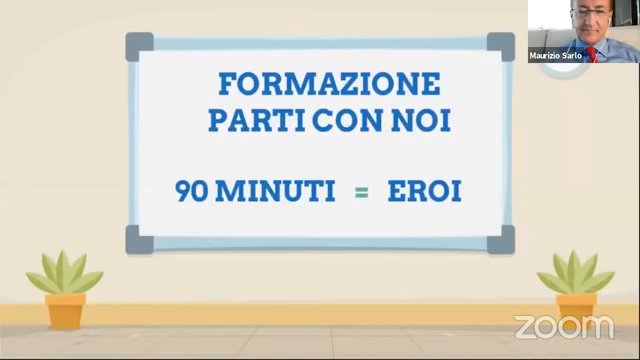 Maurizio Sarlo
FORMAZIONE
PARTI CON NOI
90 MINUTI = EROI
zoom